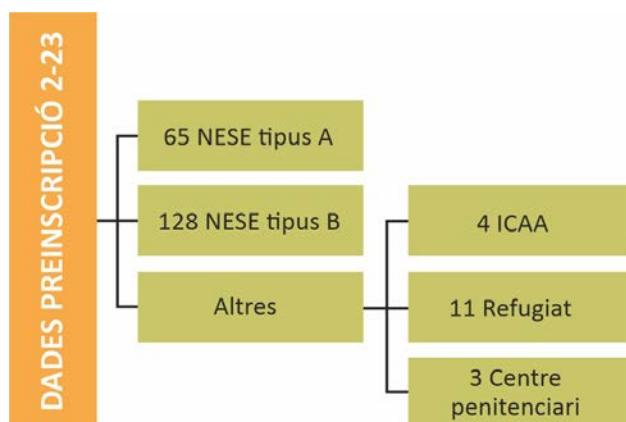 DADES PREINSCRIPCIÓ 2-23
65 NESE tipus A
128 NESE tipus B
Altres
4 ICAA
11 Refugiat
3 Centre
penitenciari